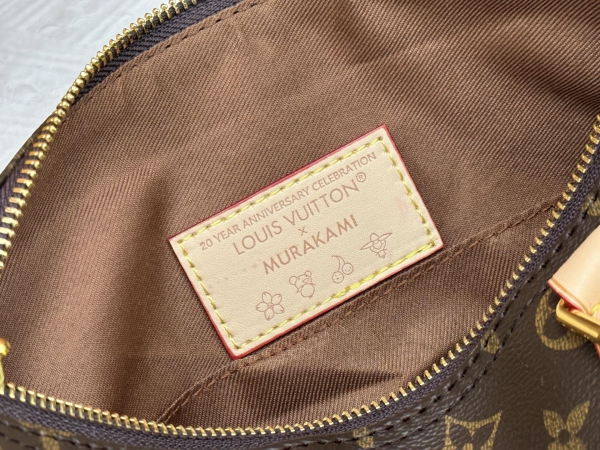 20 YEAR ANNIVERSARY CELEBRATION
LOUIS VUITTON®
×
MURAKAMI